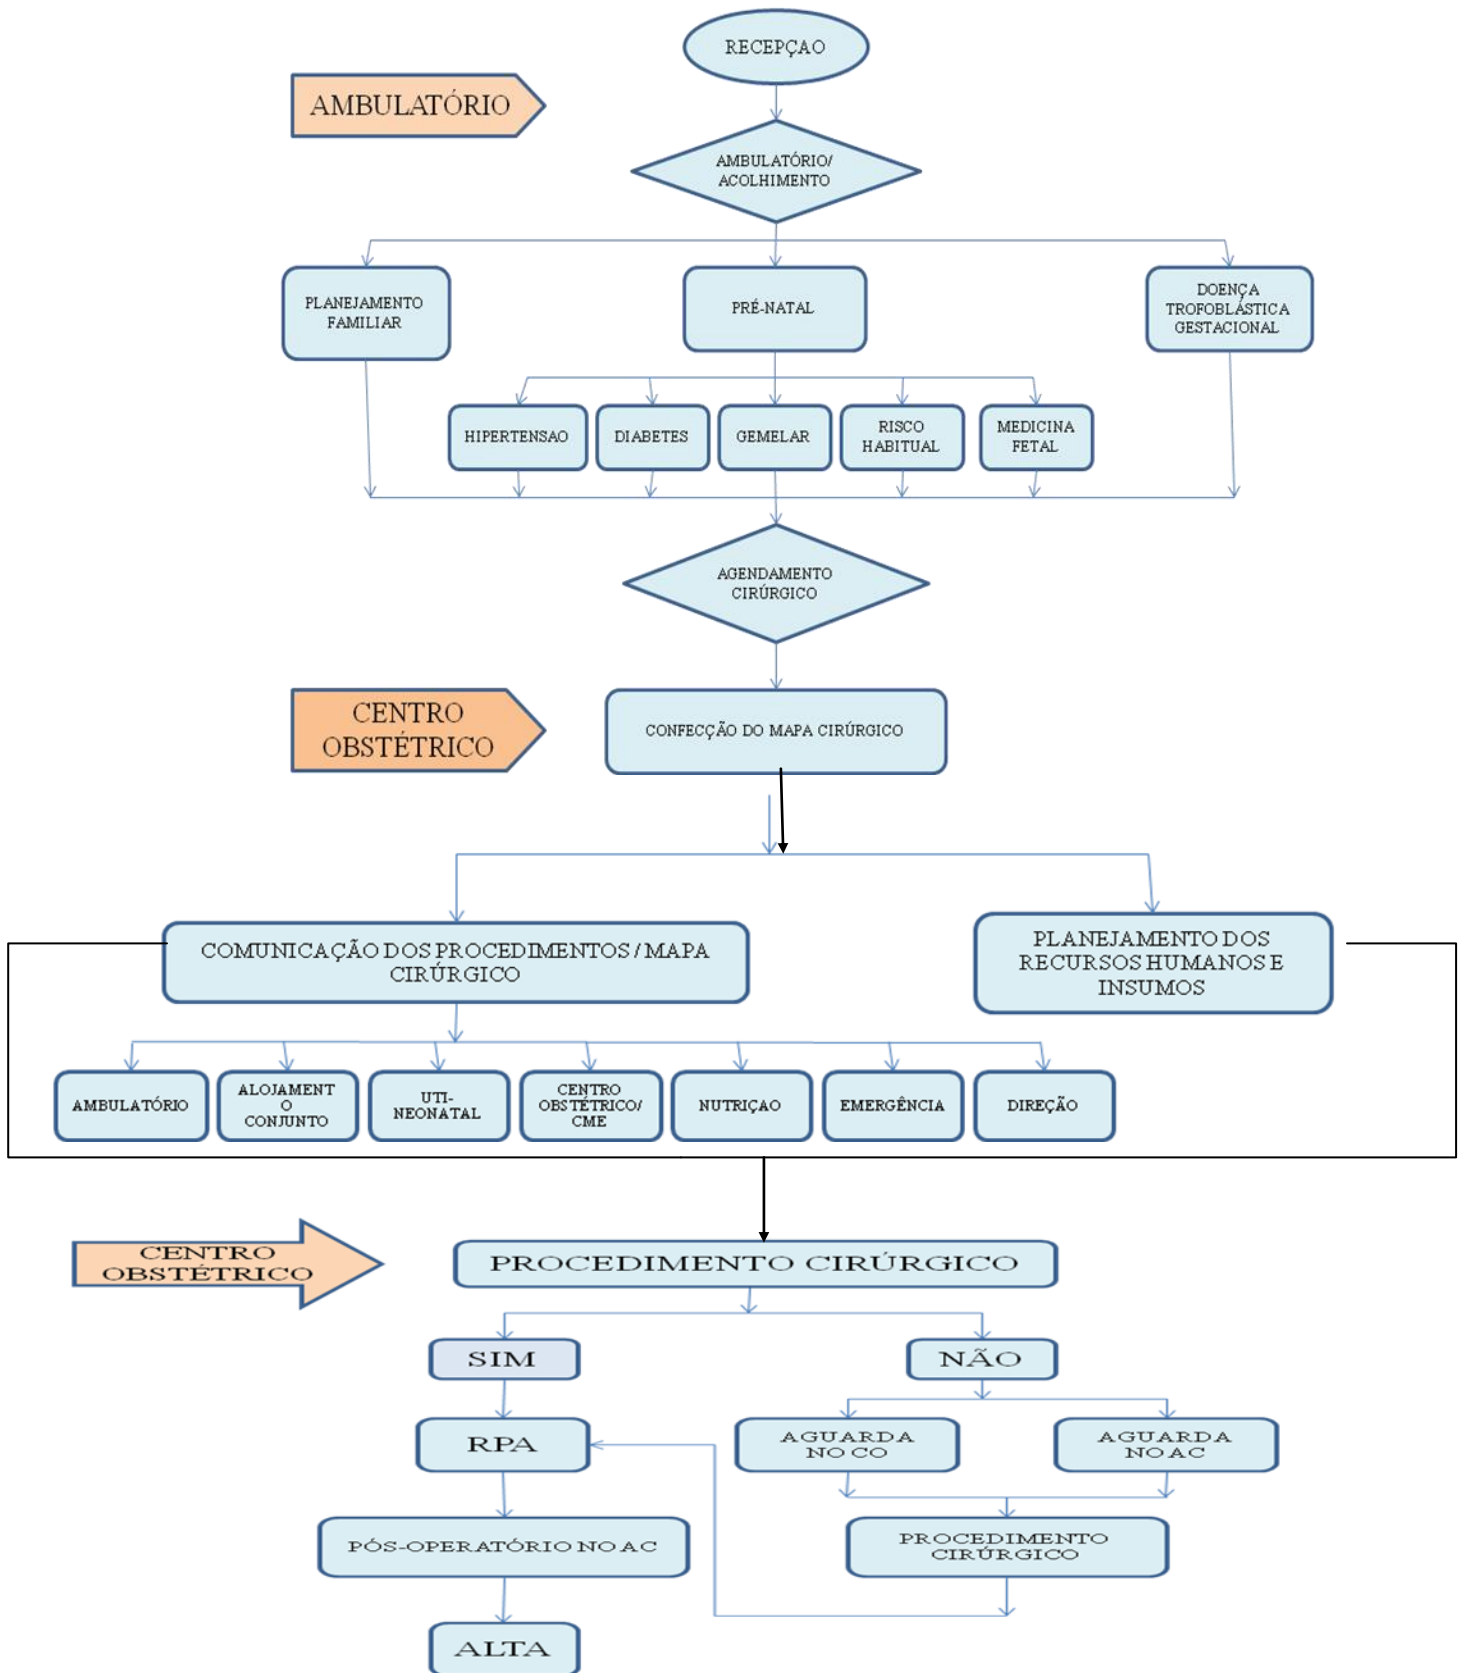 RECEPÇAO
AMBULATÓRIO
AMBULATÓRIO/
ACOLHIMENTO
PLANEJAMENTO
FAMILIAR
PRÉ-NATAL
DOENÇA
TROFOBLÁSTICA
GESTACIONAL
HIPERTENSAO
DIABETES
GEMELAR
RISCO
HABITUAL
MEDICINA
FETAL
AGENDAMENTO
CIRÚRGICO
CENTRO
OBSTÉTRICO
CONFECÇÃO DO MAPA CIRÚRGICO
COMUNICAÇÃO DOS PROCEDIMENTOS / MAPA
CIRÚRGICO
PLANEJAMENTO DOS
RECURSOS HUMANOS E
INSUMOS
AMBULATÓRIO
ALOJAMENT
O
CONJUNTO
UTI-
NEONATAL
CENTRO
OBSTÉTRICO/
CME
NUTRIÇAO
EMERGÊNCIA
DIREÇÃO
CENTRO
OBSTÉTRICO
PROCEDIMENTO CIRÚRGICO
SIM
NÃO
RPA
AGUARDA
NO CO
AGUARDA
NO AC
PÓS-OPERATÓRIO NO AC
PROCEDIMENTO
CIRÚRGICO
ALTA